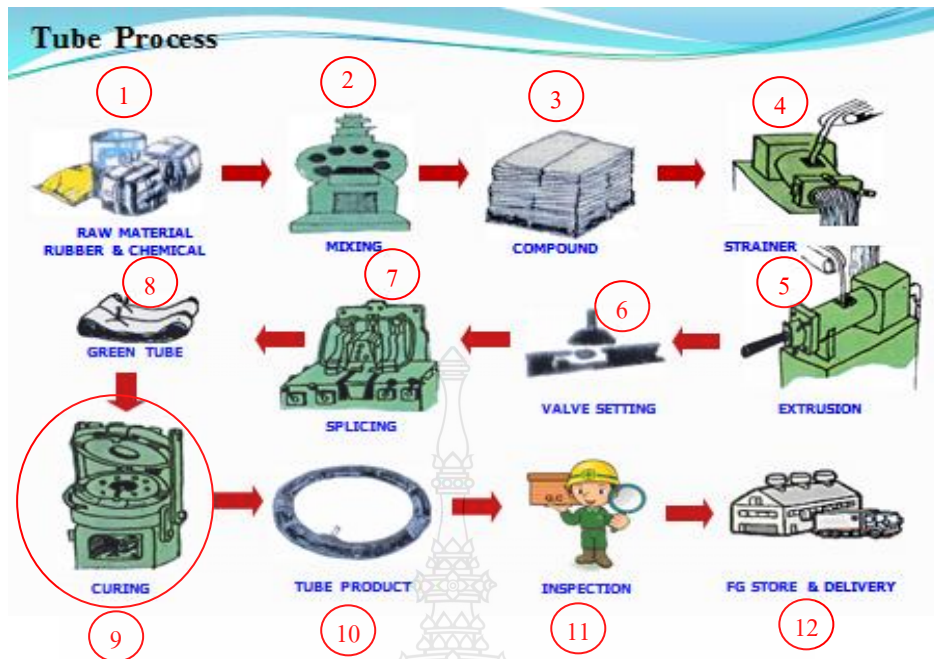 Tube Process
1
2
3
4
RAW MATERIAL
RUBBER & CHEMICAL
MIXING
COMPOUND
STRAINER
8
7
6
5
GREEN TUBE
SPLICING
VALVE SETTING
EXTRUSION
Q.C
CURING
TUBE PRODUCT
INSPECTION
FG STORE & DELIVERY
9
10
11
12